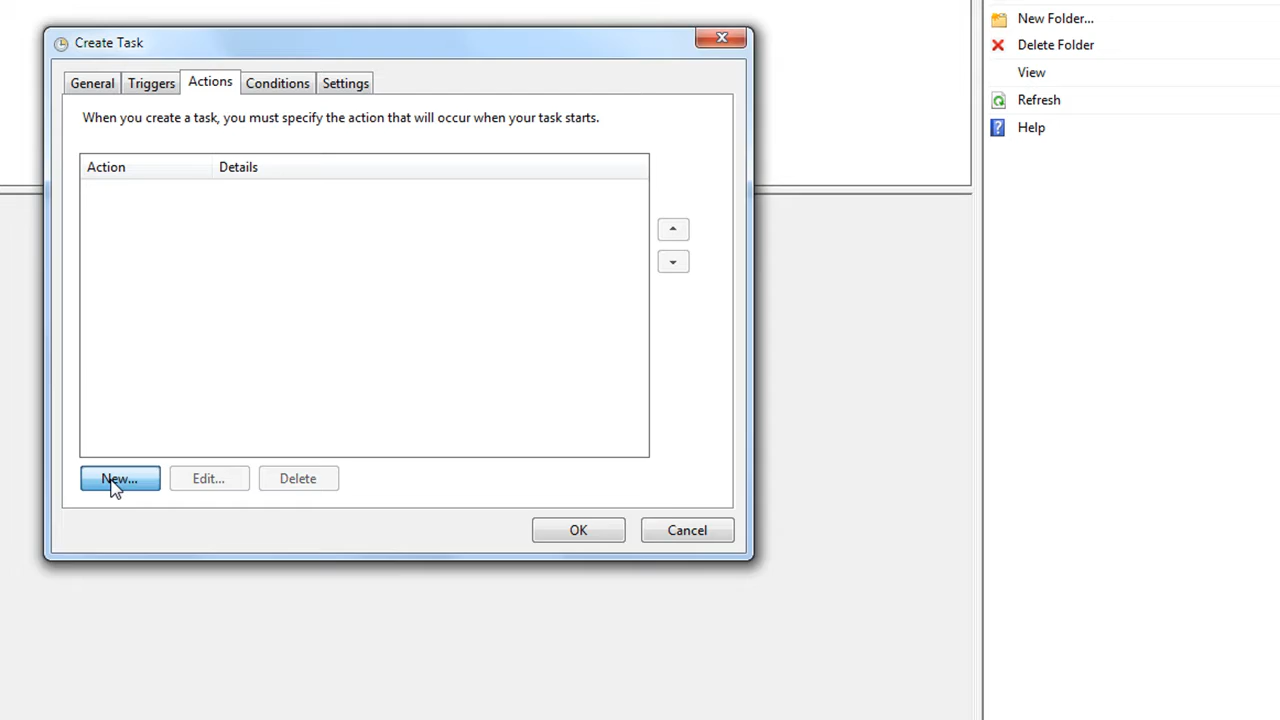 Create Task
General Triggers Actions Conditions Settings
When you create a task, you must specify the action that will occur when your task starts.
Action Details
New... Edit... Delete
OK Cancel
New Folder...
Delete Folder
View
Refresh
Help